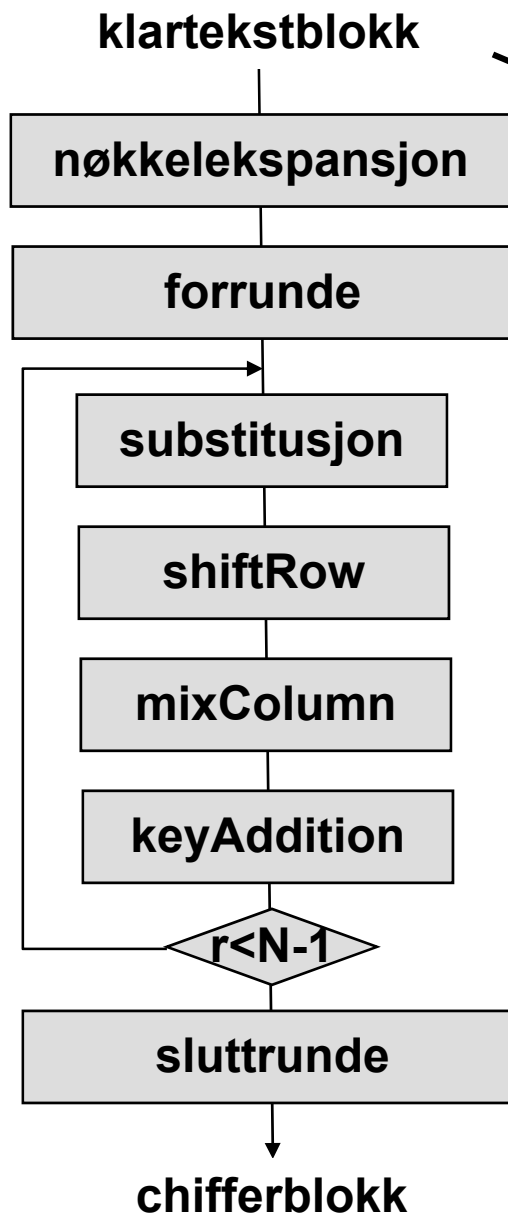 klartekstblokk
nøkkelekspansjon
forrunde
substitusjon
shiftRow
mixColumn
keyAddition
r<N-1
sluttrunde
chifferblokk